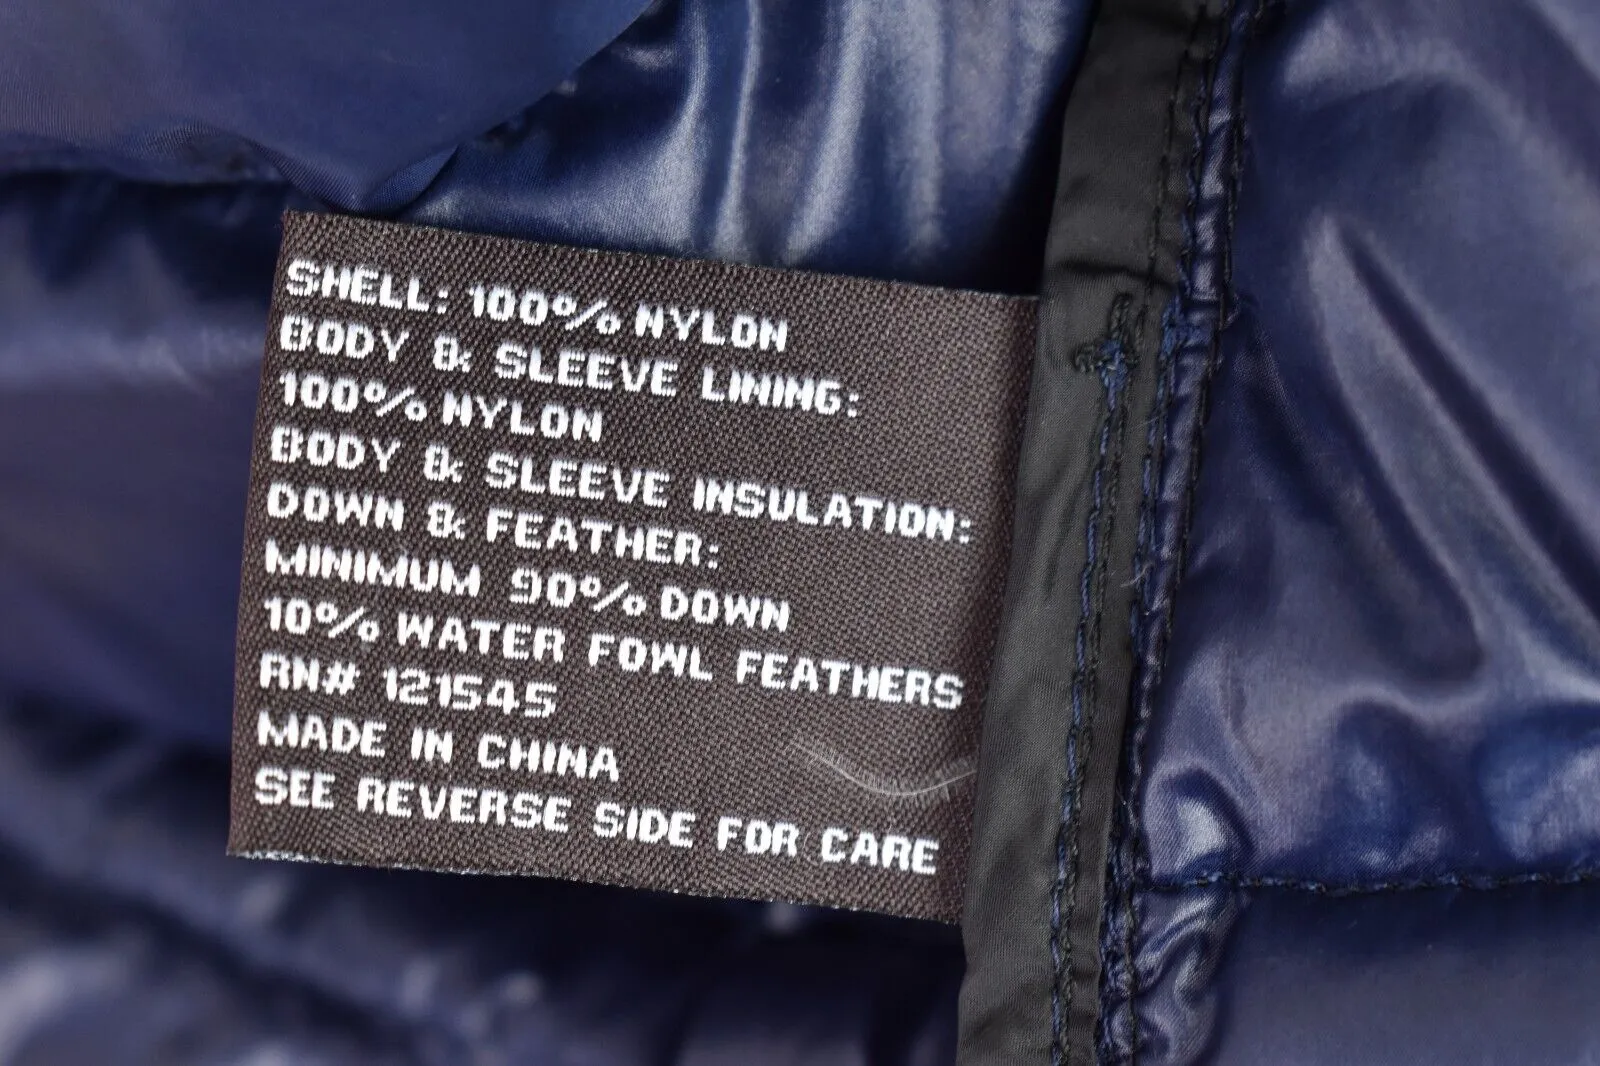 SHELL: 100% NYLON
BODY & SLEEVE LINING:
100% NYLON
BODY & SLEEVE INSULATION:
DOWN & FEATHER:
MINIMUM 90% DOWN
10% WATER FOWL FEATHERS
RN# 121545
MADE IN CHINA
SEE REVERSE SIDE FOR CARE